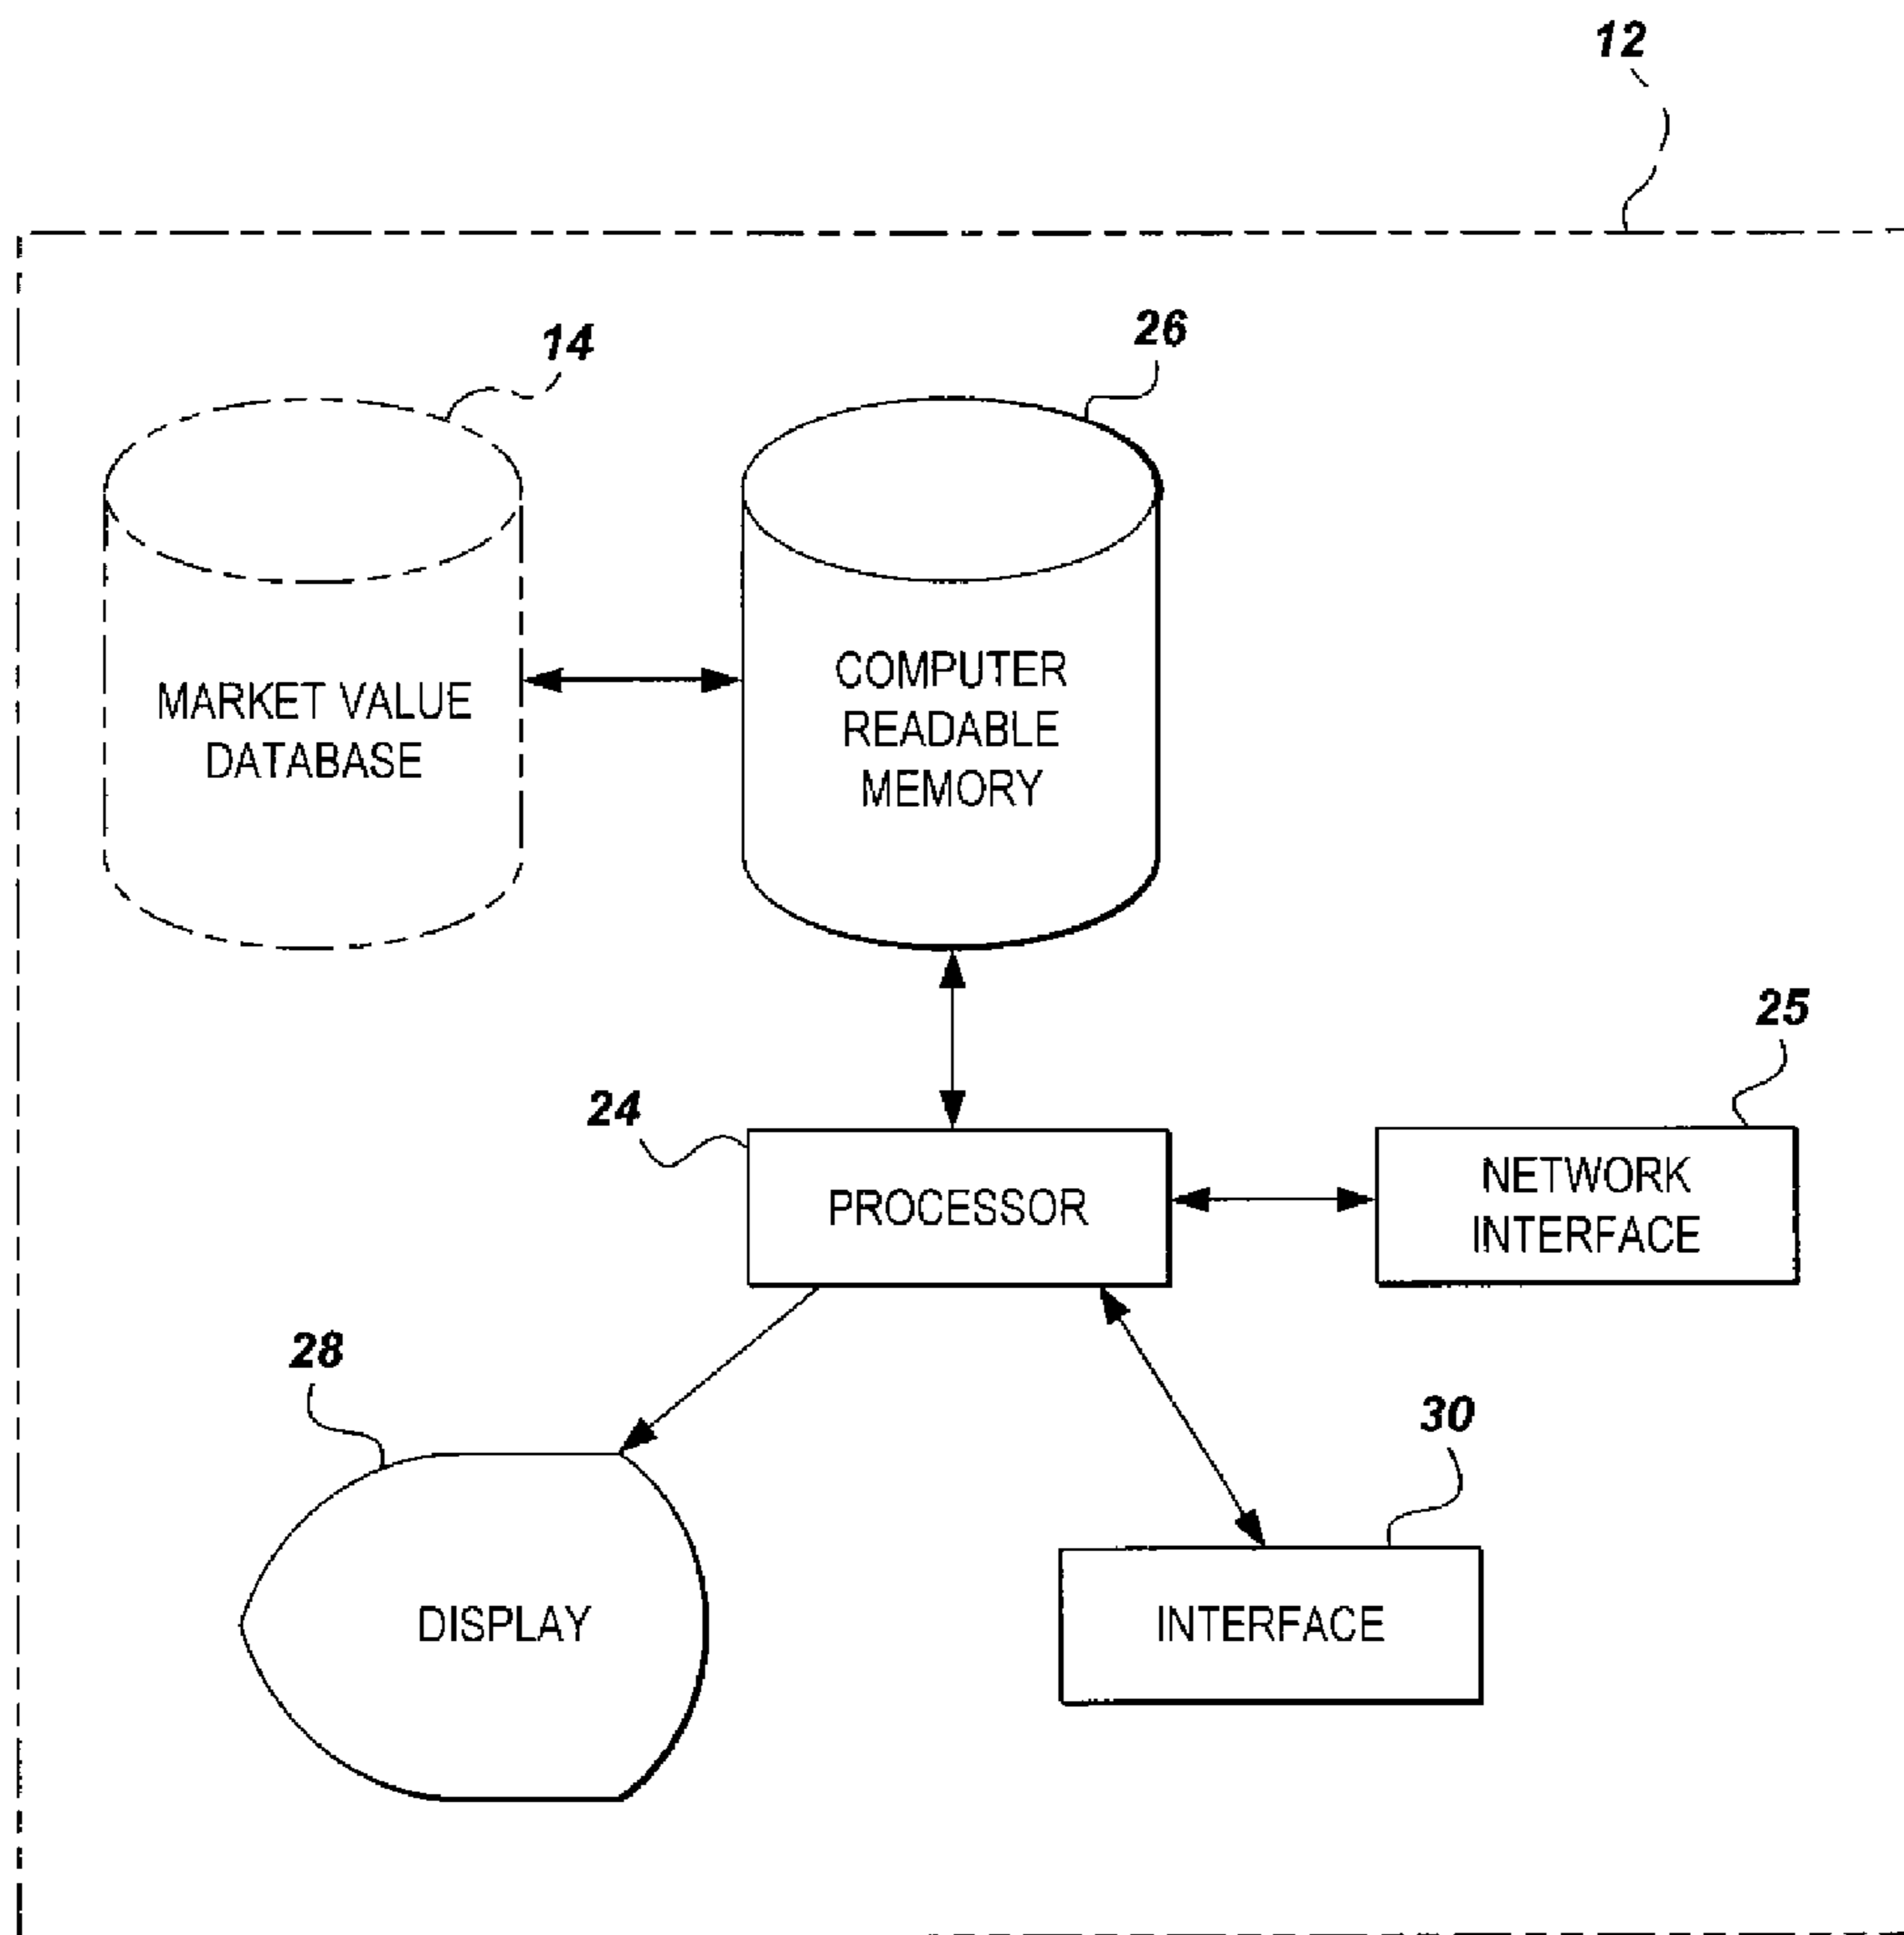 12
14
26
MARKET VALUE
DATABASE
COMPUTER
READABLE
MEMORY
25
24
PROCESSOR
NETWORK
INTERFACE
28
30
DISPLAY
INTERFACE